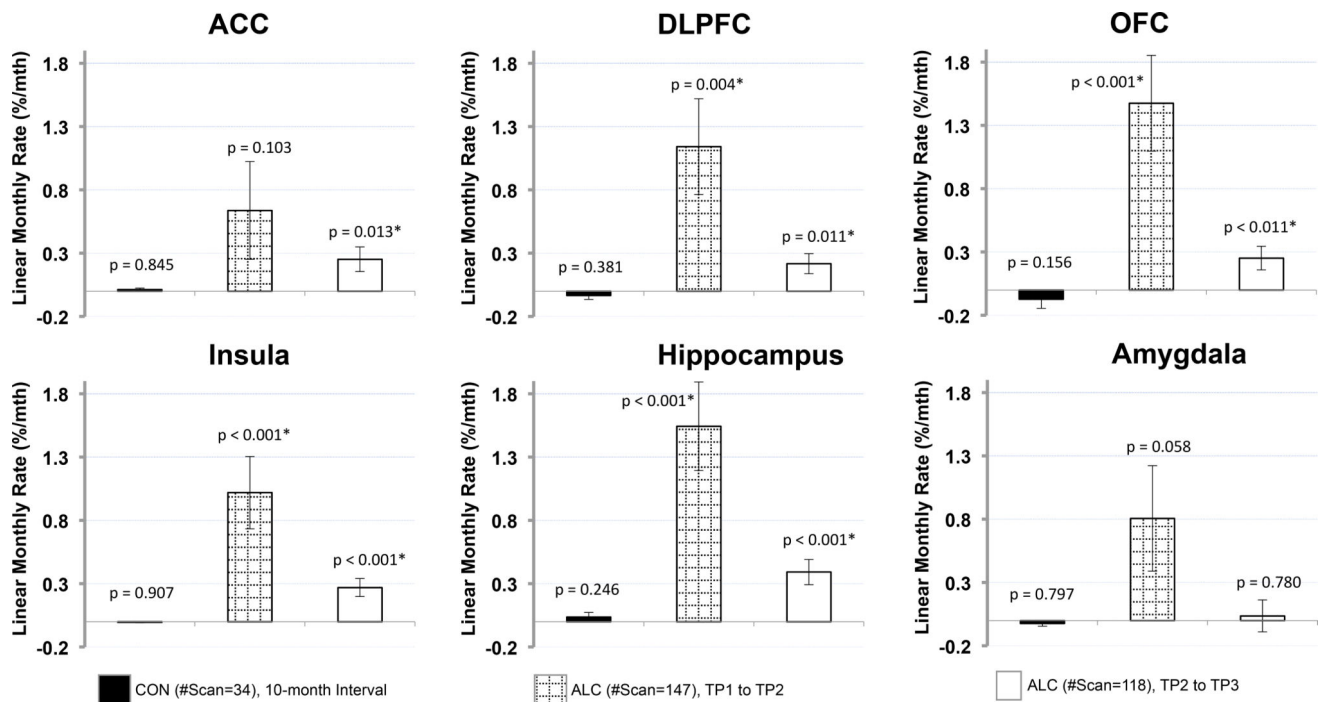 ACC
Linear Monthly Rate (%/mth)
1.8
1.3
0.8
0.3
-0.2
p = 0.845
p = 0.103
p = 0.013*
DLPFC
Linear Monthly Rate (%/mth)
1.8
1.3
0.8
0.3
-0.2
p = 0.381
p = 0.004*
p = 0.011*
OFC
Linear Monthly Rate (%/mth)
1.8
1.3
0.8
0.3
-0.2
p = 0.156
p < 0.001*
p < 0.011*
Insula
Linear Monthly Rate (%/mth)
1.8
1.3
0.8
0.3
-0.2
p = 0.907
p < 0.001*
p < 0.001*
Hippocampus
Linear Monthly Rate (%/mth)
1.8
1.3
0.8
0.3
-0.2
p = 0.246
p < 0.001*
p < 0.001*
Amygdala
Linear Monthly Rate (%/mth)
1.8
1.3
0.8
0.3
-0.2
p = 0.797
p = 0.058
p = 0.780
CON (#Scan=34), 10-month Interval
ALC (#Scan=147), TP1 to TP2
ALC (#Scan=118), TP2 to TP3